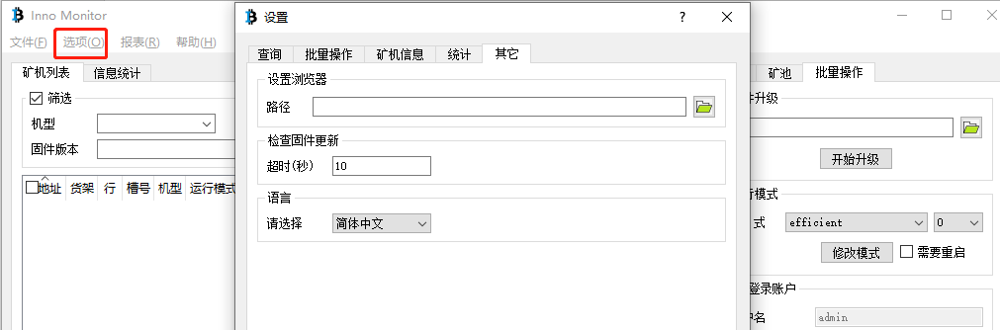 Inno Monitor
文件(F) 选项(O) 报表(R) 帮助(H)
矿机列表 信息统计
筛选
机型
固件版本
地址 货架 行 槽号 机型 运行模式
设置
查询 批量操作 矿机信息 统计 其它
设置浏览器
路径
检查固件更新
超时(秒) 10
语言
请选择 简体中文
矿池 批量操作
件升级
开始升级
行模式
式 efficient 0
修改模式 需要重启
登录账户
户名 admin